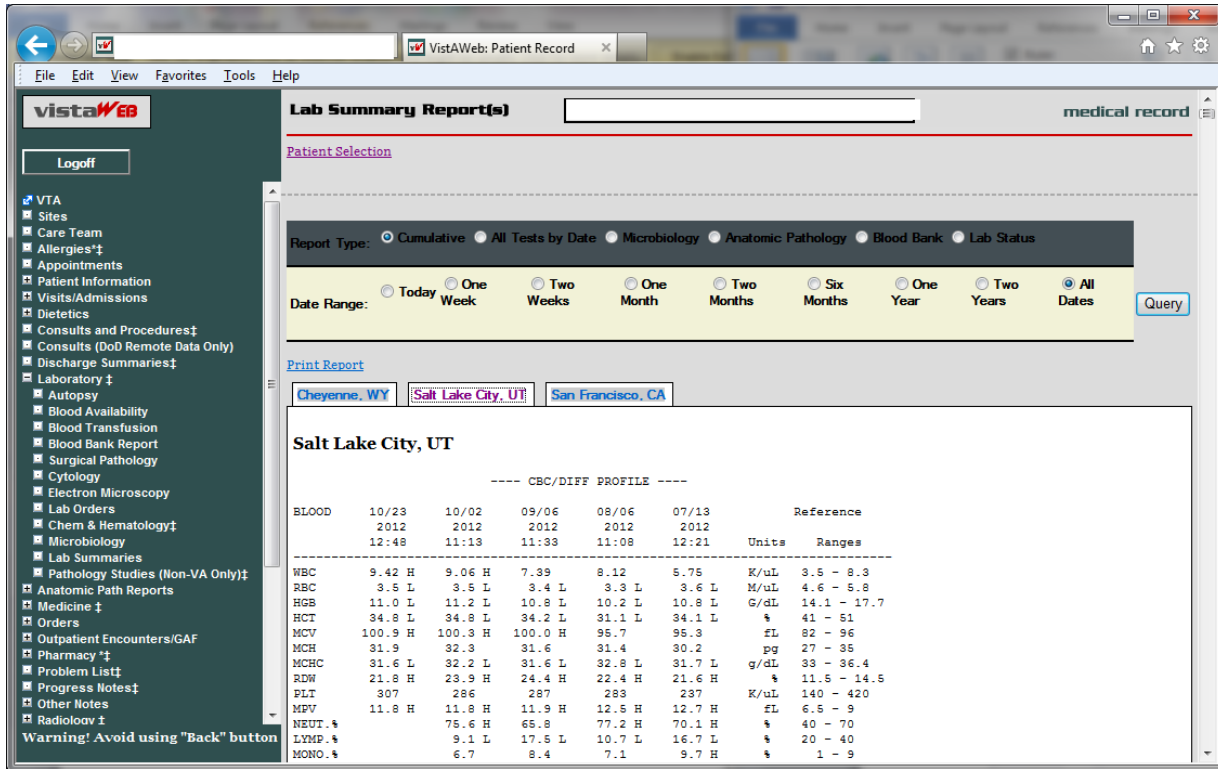 VistAWeb: Patient Record
File Edit View Favorites Tools Help
vistaWEB
Logoff
VTA
Sites
Care Team
Allergies*‡
Appointments
Patient Information
Visits/Admissions
Dietetics
Consults and Procedures‡
Consults (DoD Remote Data Only)
Discharge Summaries‡
Laboratory ‡
Autopsy
Blood Availability
Blood Transfusion
Blood Bank Report
Surgical Pathology
Cytology
Electron Microscopy
Lab Orders
Chem & Hematology‡
Microbiology
Lab Summaries
Pathology Studies (Non-VA Only)‡
Anatomic Path Reports
Medicine ‡
Orders
Outpatient Encounters/GAF
Pharmacy *‡
Problem List‡
Progress Notes‡
Other Notes
Radiology ‡
Warning! Avoid using "Back" button
Lab Summary Report(s) medical record
Patient Selection
Report Type: Cumulative All Tests by Date Microbiology Anatomic Pathology Blood Bank Lab Status
Date Range: Today One Week Two Weeks One Month Two Months Six Months One Year Two Years All Dates Query
Print Report
Cheyenne, WY Salt Lake City, UT San Francisco, CA
Salt Lake City, UT
---- CBC/DIFF PROFILE ----
BLOOD 10/23 10/02 09/06 08/06 07/13 Reference
2012 2012 2012 2012 2012
12:48 11:13 11:33 11:08 12:21 Units Ranges
WBC 9.42 H 9.06 H 7.39 8.12 5.75 K/uL 3.5 - 8.3
RBC 3.5 L 3.5 L 3.4 L 3.3 L 3.6 L M/uL 4.6 - 5.8
HGB 11.0 L 11.2 L 10.8 L 10.2 L 10.8 L G/dL 14.1 - 17.7
HCT 34.8 L 34.8 L 34.2 L 31.1 L 34.1 L % 41 - 51
MCV 100.9 H 100.3 H 100.0 H 95.7 95.3 fL 82 - 96
MCH 31.9 32.3 31.6 31.4 30.2 pg 27 - 35
MCHC 31.6 L 32.2 L 31.6 L 32.8 L 31.7 L g/dL 33 - 36.4
RDW 21.8 H 23.9 H 24.4 H 22.4 H 21.6 H % 11.5 - 14.5
PLT 307 286 287 283 237 K/uL 140 - 420
MPV 11.8 H 11.8 H 11.9 H 12.5 H 12.7 H fL 6.5 - 9
NEUT.% 75.6 H 65.8 77.2 H 70.1 H % 40 - 70
LYMP.% 9.1 L 17.5 L 10.7 L 16.7 L % 20 - 40
MONO.% 6.7 8.4 7.1 9.7 H % 1 - 9